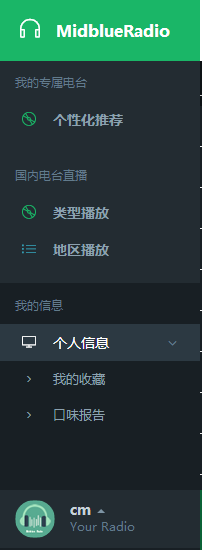 MidblueRadio
我的专属电台
个性化推荐
国内电台直播
类型播放
地区播放
我的信息
个人信息
我的收藏
口味报告
cm
Your Radio